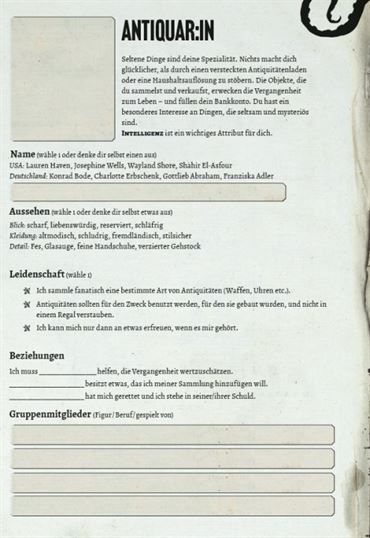 ANTIQUAR:IN
Seltene Dinge sind deine Spezialität. Nichts macht dich
glücklicher, als durch einen versteckten Antiquitätenladen
oder eine Haushaltsauflösung zu stöbern. Die Objekte, die
du sammelst und verkaufst, erwecken die Vergangenheit
zum Leben – und füllen dein Bankkonto. Du hast ein
besonderes Interesse an Dingen, die seltsam und mysteriös
sind.
INTELLIGENZ ist ein wichtiges Attribut für dich.
Name (wähle 1 oder denke dir selbst einen aus)
USA: Lauren Haven, Josephine Wells, Wayland Shore, Shahir El-Asfour
Deutschland: Konrad Bode, Charlotte Erbschenk, Gottlieb Abraham, Franziska Adler
Aussehen (wähle 1 oder denke dir selbst etwas aus)
Blick: scharf, liebenswürdig, reserviert, schläfrig
Kleidung: altmodisch, schludrig, fremdländisch, stilsicher
Detail: Fes, Glasauge, feine Handschuhe, verzierter Gehstock
Leidenschaft (wähle 1)
Ich sammle fanatisch eine bestimmte Art von Antiquitäten (Waffen, Uhren etc.).
Antiquitäten sollten für den Zweck benutzt werden, für den sie gebaut wurden, und nicht in
einem Regal verstauben.
Ich kann mich nur dann an etwas erfreuen, wenn es mir gehört.
Beziehungen
Ich muss _______________ helfen, die Vergangenheit wertzuschätzen.
____________________ besitzt etwas, das ich meiner Sammlung hinzufügen will.
____________________ hat mich gerettet und ich stehe in seiner/ihrer Schuld.
Gruppenmitglieder (Figur/Beruf/gespielt von)